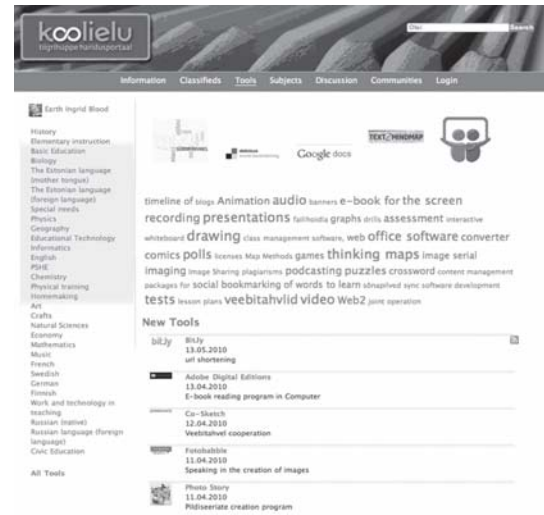 koolielu
tiigrihüppe haridusportaal
Otsi
Search
Information Classifieds Tools Subjects Discussion Communities Login
Earth Ingrid Blood
History
Elementary instruction
Basic Education
Biology
The Estonian language
(mother tongue)
The Estonian language
(foreign language)
Special needs
Physics
Geography
Educational Technology
Informatics
English
PSHE
Chemistry
Physical training
Homemaking
Art
Crafts
Natural Sciences
Economy
Mathematics
Music
French
Swedish
German
Finnish
Work and technology in
teaching
Russian (native)
Russian language (foreign
language)
Civic Education
All Tools
Google docs
TEXT2MINDMAP
timeline of blogs Animation audio banners e-book for the screen
recording presentations failihoidla graphs drills assessment interactive
whiteboard drawing class management software, web office software converter
comics polls licenses Map Methods games thinking maps image serial
imaging Image Sharing plagiarisms podcasting puzzles crossword content management
packages for social bookmarking of words to learn sõnapilved sync software development
tests lesson plans veebitahvlid video Web2 joint operation
New Tools
bit.ly
Bit.ly
13.05.2010
url shortening
Adobe Digital Editions
13.04.2010
E-book reading program in Computer
Co-Sketch
12.04.2010
Veebitahvel cooperation
Fotobabble
11.04.2010
Speaking in the creation of images
Photo Story
11.04.2010
Pildiseeriate creation program